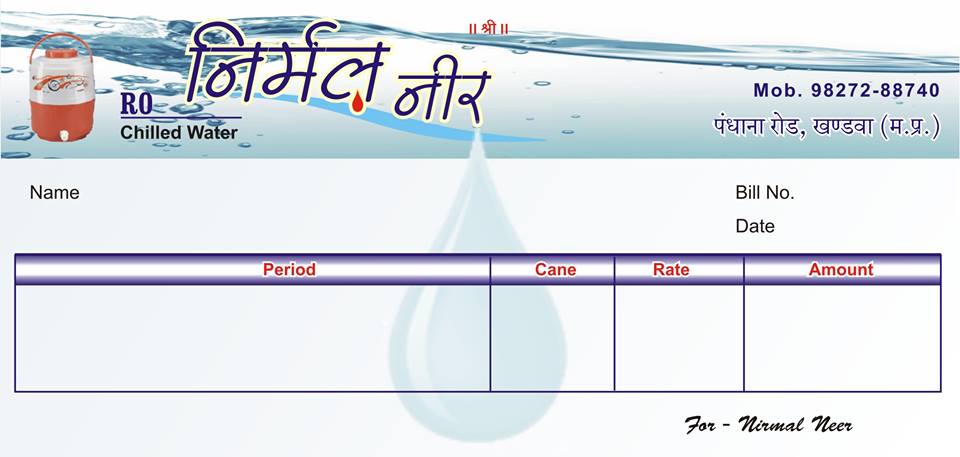 ॥ श्री ॥
निर्मल नीर
RO
Chilled Water
Mob. 98272-88740
पंधाना रोड, खण्डवा (म.प्र.)
Name
Bill No.
Date
Period Cane Rate Amount
For - Nirmal Neer